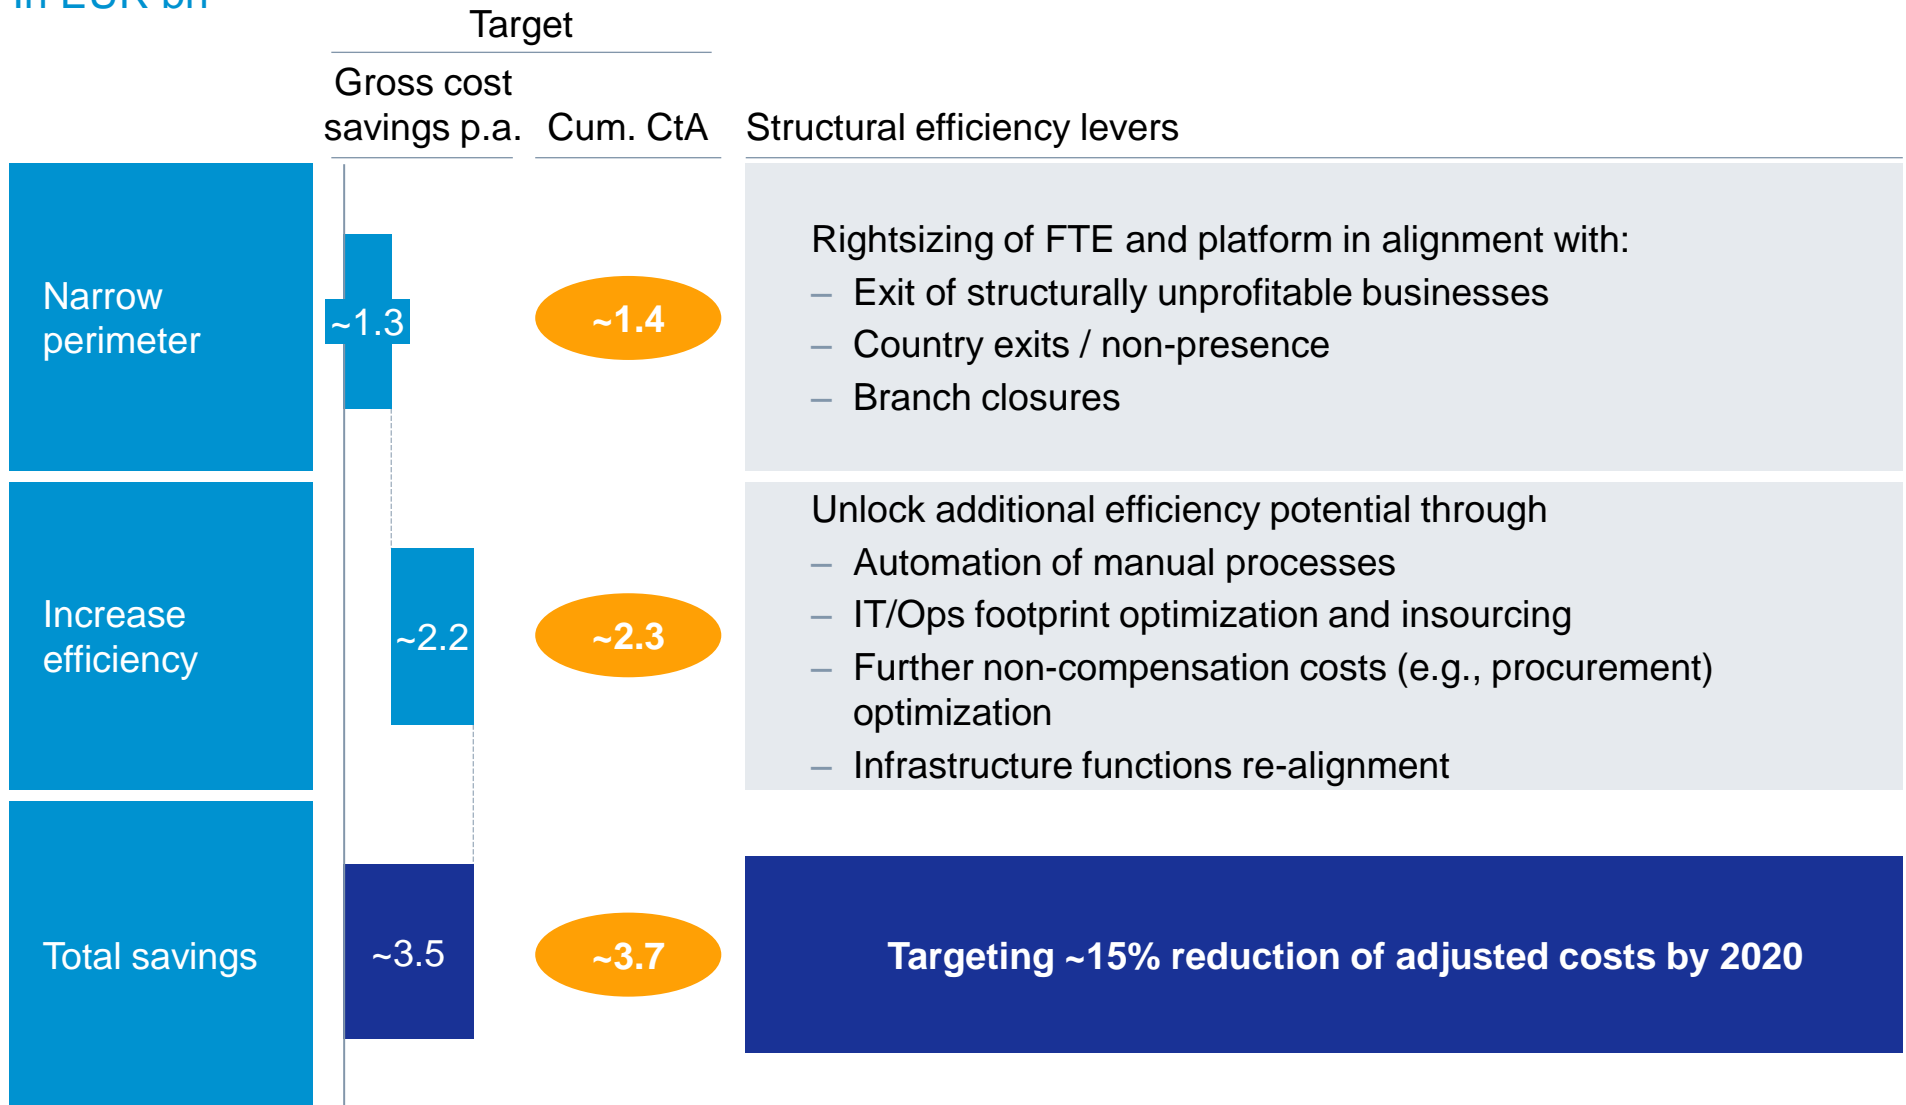 In EUR bn
Target
Gross cost
savings p.a.
Cum. CtA
Structural efficiency levers
Narrow
perimeter
~1.3
~1.4
Rightsizing of FTE and platform in alignment with:
– Exit of structurally unprofitable businesses
– Country exits / non-presence
– Branch closures
Increase
efficiency
~2.2
~2.3
Unlock additional efficiency potential through
– Automation of manual processes
– IT/Ops footprint optimization and insourcing
– Further non-compensation costs (e.g., procurement)
optimization
– Infrastructure functions re-alignment
Total savings
~3.5
~3.7
Targeting ~15% reduction of adjusted costs by 2020